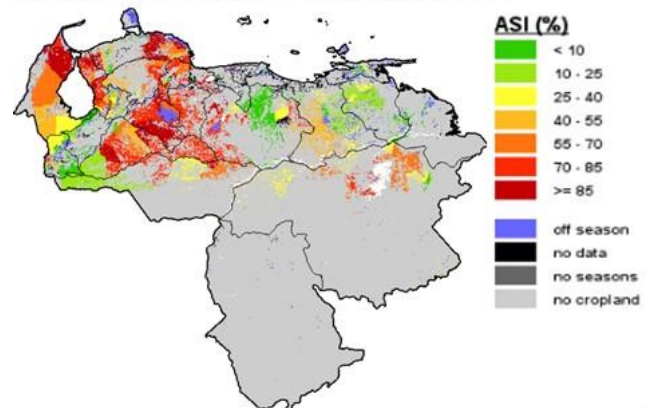 ASI (%)
< 10
10 - 25
25 - 40
40 - 55
55 - 70
70 - 85
>= 85
off season
no data
no seasons
no cropland